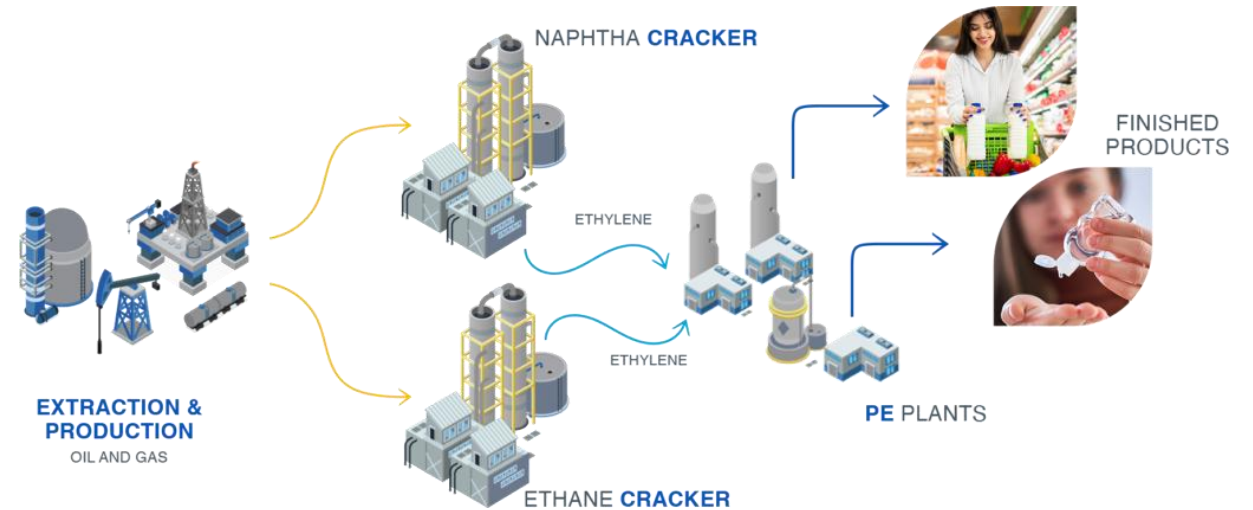 NAPHTHA CRACKER
FINISHED
PRODUCTS
ETHYLENE
ETHYLENE
EXTRACTION &
PRODUCTION
OIL AND GAS
PE PLANTS
ETHANE CRACKER